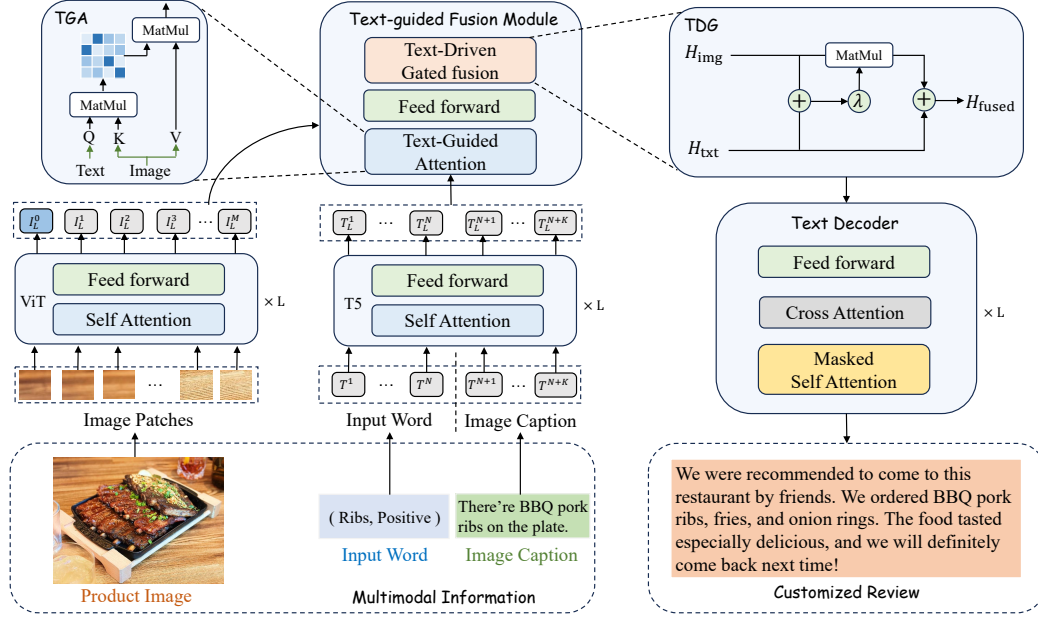 TGA
MatMul
MatMul
Q
K
V
Text
Image
Text-guided Fusion Module
Text-Driven
Gated fusion
Feed forward
Text-Guided
Attention
TDG
H_img
MatMul
+
λ
+
H_fused
H_txt
I_L^0
I_L^1
I_L^2
I_L^3
...
I_L^M
T_L^1
...
T_L^N
T_L^{N+1}
...
T_L^{N+K}
ViT
Feed forward
Self Attention
× L
T5
Feed forward
Self Attention
× L
Text Decoder
Feed forward
Cross Attention
Masked
Self Attention
× L
...
T^1
...
T^N
T^{N+1}
...
T^{N+K}
Image Patches
Input Word
Image Caption
( Ribs, Positive )
There're BBQ pork
ribs on the plate.
Input Word
Image Caption
Product Image
Multimodal Information
We were recommended to come to this
restaurant by friends. We ordered BBQ pork
ribs, fries, and onion rings. The food tasted
especially delicious, and we will definitely
come back next time!
Customized Review